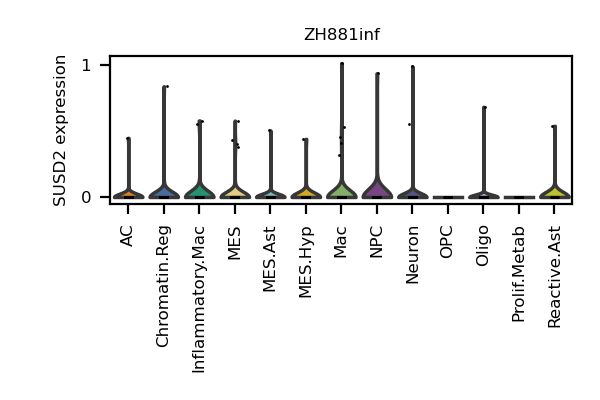 ZH881inf
SUSD2 expression
1
0
AC
Chromatin.Reg
Inflammatory.Mac
MES
MES.Ast
MES.Hyp
Mac
NPC
Neuron
OPC
Oligo
Prolif.Metab
Reactive.Ast